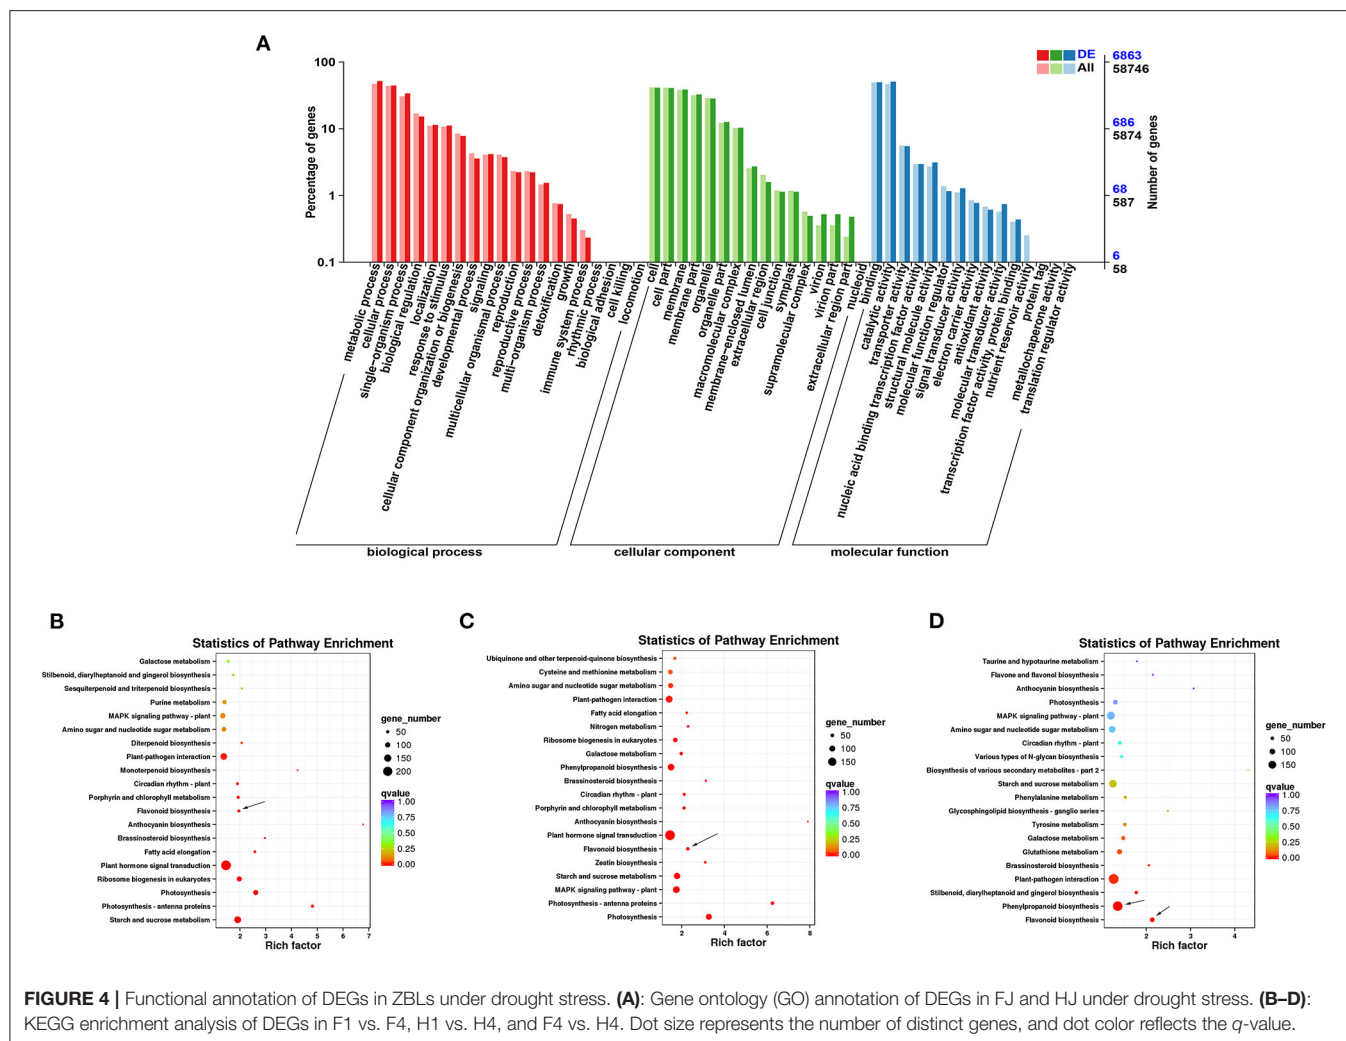 A
DE
All
6863
58746
686
5874
68
587
6
58
Percentage of genes
Number of genes
100
10
1
0.1
metabolic process
cellular process
single−organism process
biological regulation
localization
response to stimulus
cellular component organization or biogenesis
developmental process
signaling
multicellular organismal process
reproduction
reproductive process
multi−organism process
detoxification
growth
immune system process
rhythmic process
biological adhesion
cell killing
locomotion
cell
cell part
membrane
membrane part
organelle
organelle part
macromolecular complex
membrane−enclosed lumen
extracellular region
cell junction
symplast
supramolecular complex
virion
virion part
extracellular region part
nucleoid
binding
catalytic activity
transporter activity
nucleic acid binding transcription factor activity
structural molecule activity
molecular function regulator
signal transducer activity
electron carrier activity
antioxidant activity
molecular transducer activity
transcription factor activity, protein binding
nutrient reservoir activity
protein tag
metallochaperone activity
translation regulator activity
biological process
cellular component
molecular function
B
Statistics of Pathway Enrichment
Galactose metabolism
Stilbenoid, diarylheptanoid and gingerol biosynthesis
Sesquiterpenoid and triterpenoid biosynthesis
Purine metabolism
MAPK signaling pathway - plant
Amino sugar and nucleotide sugar metabolism
Diterpenoid biosynthesis
Plant-pathogen interaction
Monoterpenoid biosynthesis
Circadian rhythm - plant
Porphyrin and chlorophyll metabolism
Flavonoid biosynthesis
Anthocyanin biosynthesis
Brassinosteroid biosynthesis
Fatty acid elongation
Plant hormone signal transduction
Ribosome biogenesis in eukaryotes
Photosynthesis
Photosynthesis - antenna proteins
Starch and sucrose metabolism
2 3 4 5 6 7
Rich factor
gene_number
50
100
150
200
qvalue
1.00
0.75
0.50
0.25
0.00
C
Statistics of Pathway Enrichment
Ubiquinone and other terpenoid-quinone biosynthesis
Cysteine and methionine metabolism
Amino sugar and nucleotide sugar metabolism
Plant-pathogen interaction
Fatty acid elongation
Nitrogen metabolism
Ribosome biogenesis in eukaryotes
Galactose metabolism
Phenylpropanoid biosynthesis
Brassinosteroid biosynthesis
Circadian rhythm - plant
Porphyrin and chlorophyll metabolism
Anthocyanin biosynthesis
Plant hormone signal transduction
Flavonoid biosynthesis
Zeatin biosynthesis
Starch and sucrose metabolism
MAPK signaling pathway - plant
Photosynthesis - antenna proteins
Photosynthesis
2 4 6 8
Rich factor
gene_number
50
100
150
qvalue
1.00
0.75
0.50
0.25
0.00
D
Statistics of Pathway Enrichment
Taurine and hypotaurine metabolism
Flavone and flavonol biosynthesis
Anthocyanin biosynthesis
Photosynthesis
MAPK signaling pathway - plant
Amino sugar and nucleotide sugar metabolism
Circadian rhythm - plant
Various types of N-glycan biosynthesis
Biosynthesis of various secondary metabolites - part 2
Starch and sucrose metabolism
Phenylalanine metabolism
Glycosphingolipid biosynthesis - ganglio series
Tyrosine metabolism
Galactose metabolism
Glutathione metabolism
Brassinosteroid biosynthesis
Plant-pathogen interaction
Stilbenoid, diarylheptanoid and gingerol biosynthesis
Phenylpropanoid biosynthesis
Flavonoid biosynthesis
2 3 4
Rich factor
gene_number
50
100
150
qvalue
1.00
0.75
0.50
0.25
0.00
FIGURE 4 | Functional annotation of DEGs in ZBLs under drought stress. (A): Gene ontology (GO) annotation of DEGs in FJ and HJ under drought stress. (B–D):
KEGG enrichment analysis of DEGs in F1 vs. F4, H1 vs. H4, and F4 vs. H4. Dot size represents the number of distinct genes, and dot color reflects the q-value.